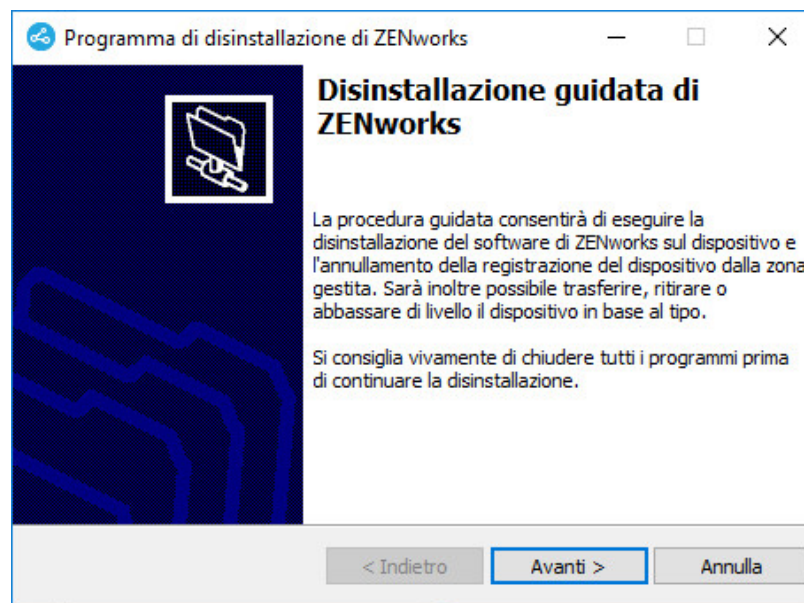 Programma di disinstallazione di ZENworks
Disinstallazione guidata di
ZENworks
La procedura guidata consentirà di eseguire la
disinstallazione del software di ZENworks sul dispositivo e
l'annullamento della registrazione del dispositivo dalla zona
gestita. Sarà inoltre possibile trasferire, ritirare o
abbassare di livello il dispositivo in base al tipo.
Si consiglia vivamente di chiudere tutti i programmi prima
di continuare la disinstallazione.
< Indietro
Avanti >
Annulla